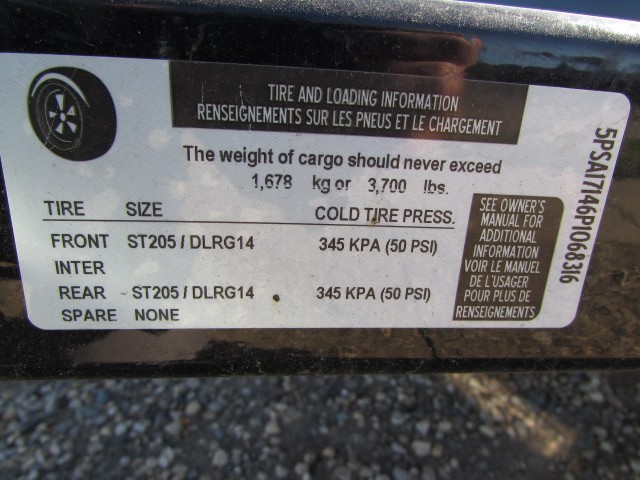 TIRE AND LOADING INFORMATION
RENSEIGNEMENTS SUR LES PNEUS ET LE CHARGEMENT
The weight of cargo should never exceed
1,678 kg or 3,700 lbs.
TIRE SIZE COLD TIRE PRESS.
FRONT ST205 / DLRG14 345 KPA (50 PSI)
INTER
REAR ST205 / DLRG14 345 KPA (50 PSI)
SPARE NONE
SEE OWNER'S
MANUAL FOR
ADDITIONAL
INFORMATION
VOIR LE MANUEL
DE L'USAGER
POUR PLUS DE
RENSEIGNEMENTS
5PSA17146P1068316